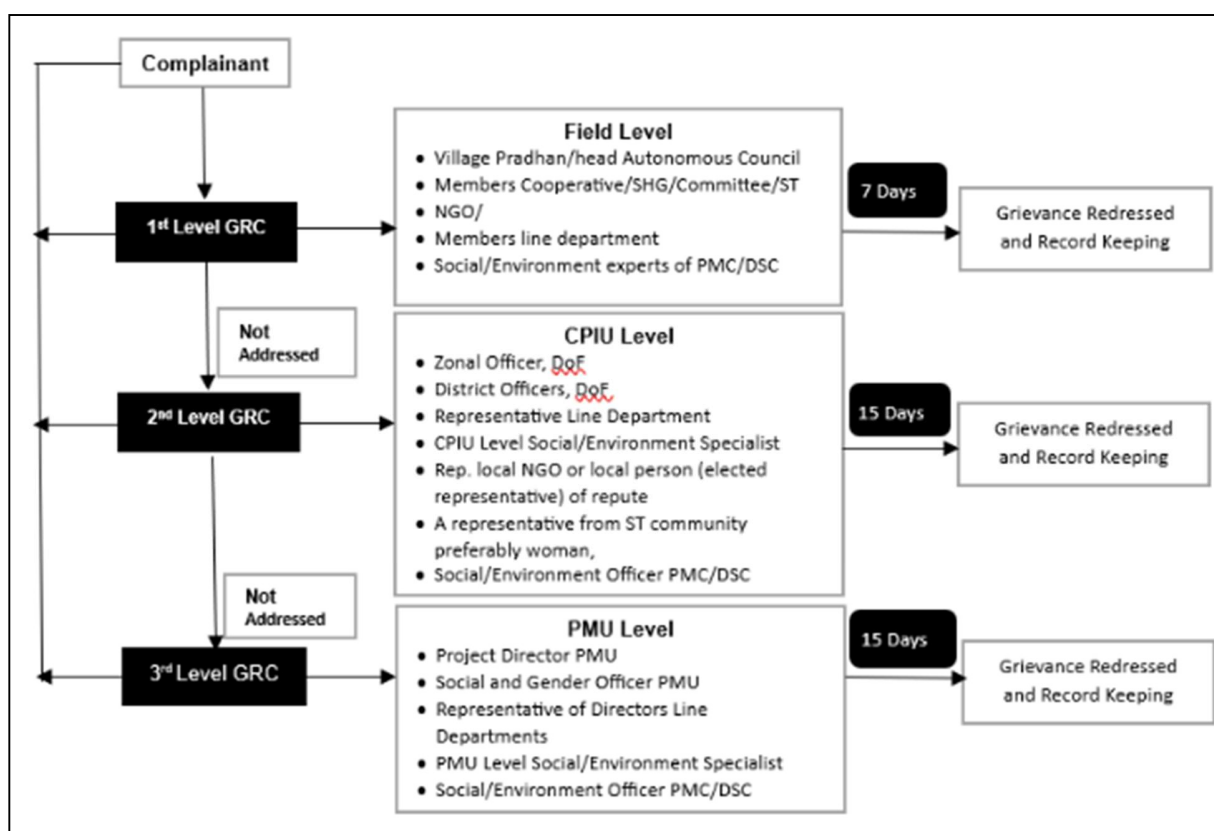 Complainant
Field Level
• Village Pradhan/head Autonomous Council
• Members Cooperative/SHG/Committee/ST
• NGO/
• Members line department
• Social/Environment experts of PMC/DSC
1st Level GRC
7 Days
Grievance Redressed
and Record Keeping
Not
Addressed
CPIU Level
• Zonal Officer, DoF
• District Officers, DoF
• Representative Line Department
• CPIU Level Social/Environment Specialist
• Rep. local NGO or local person (elected
representative) of repute
• A representative from ST community
preferably woman,
• Social/Environment Officer PMC/DSC
2nd Level GRC
15 Days
Grievance Redressed
and Record Keeping
Not
Addressed
PMU Level
• Project Director PMU
• Social and Gender Officer PMU
• Representative of Directors Line
Departments
• PMU Level Social/Environment Specialist
• Social/Environment Officer PMC/DSC
3rd Level GRC
15 Days
Grievance Redressed
and Record Keeping